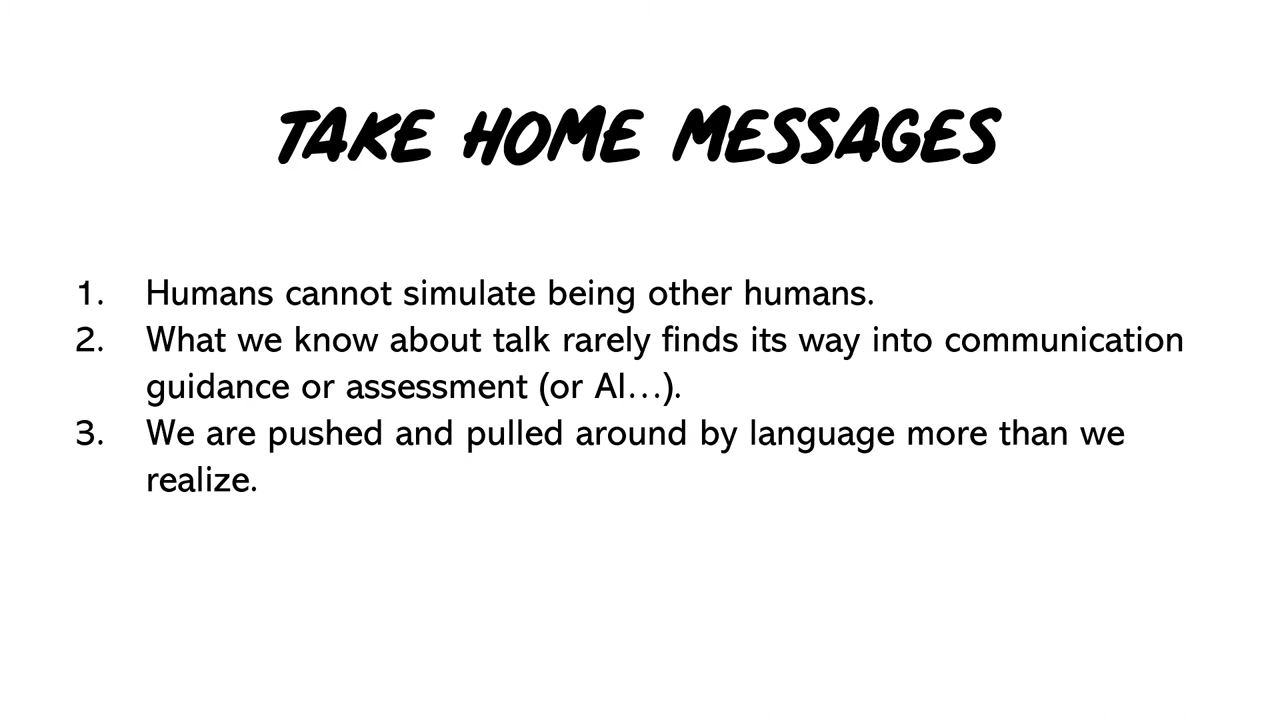 TAKE HOME MESSAGES
1. Humans cannot simulate being other humans.
2. What we know about talk rarely finds its way into communication
guidance or assessment (or AI…).
3. We are pushed and pulled around by language more than we
realize.